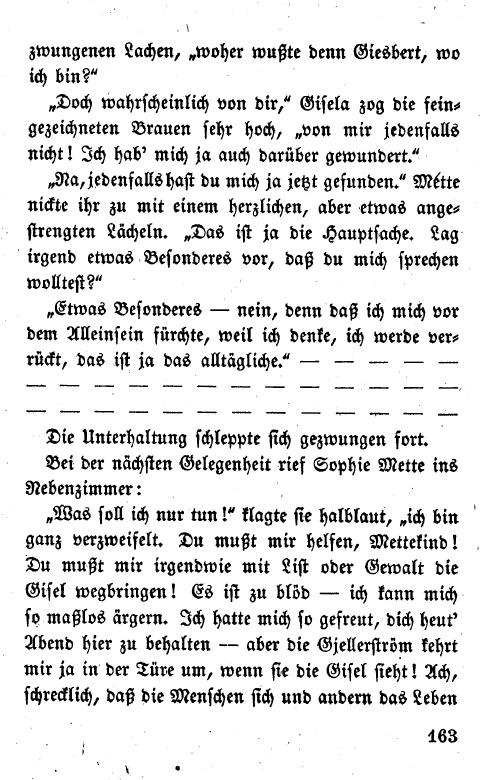 zwungenen Lachen, „woher wußte denn Giesbert, wo
ich bin?“
„Doch wahrscheinlich von dir,“ Gisela zog die fein-
gezeichneten Brauen sehr hoch, „von mir jedenfalls
nicht! Ich hab’ mich ja auch darüber gewundert.“
„Na, jedenfalls hast du mich ja jetzt gefunden.“ Mette
nickte ihr zu mit einem herzlichen, aber etwas ange-
strengten Lächeln. „Das ist ja die Hauptsache. Lag
irgend etwas Besonderes vor, daß du mich sprechen
wolltest?“
„Etwas Besonderes — nein, denn daß ich mich vor
dem Alleinsein fürchte, weil ich denke, ich werde ver-
rückt, das ist ja das alltägliche.“ — — — — —
— — — — — — — — — — — —
— — — — — — — — — — — —
Die Unterhaltung schleppte sich gezwungen fort.
Bei der nächsten Gelegenheit rief Sophie Mette ins
Nebenzimmer:
„Was soll ich nur tun!“ klagte sie halblaut, „ich bin
ganz verzweifelt. Du mußt mir helfen, Mettekind!
Du mußt mir irgendwie mit List oder Gewalt die
Gisel wegbringen! Es ist zu blöd — ich kann mich
so maßlos ärgern. Ich hatte mich so gefreut, dich heut’
Abend hier zu behalten — aber die Gjellerström kehrt
mir ja in der Türe um, wenn sie die Gisel sieht! Ach,
schrecklich, daß die Menschen sich und andern das Leben
163